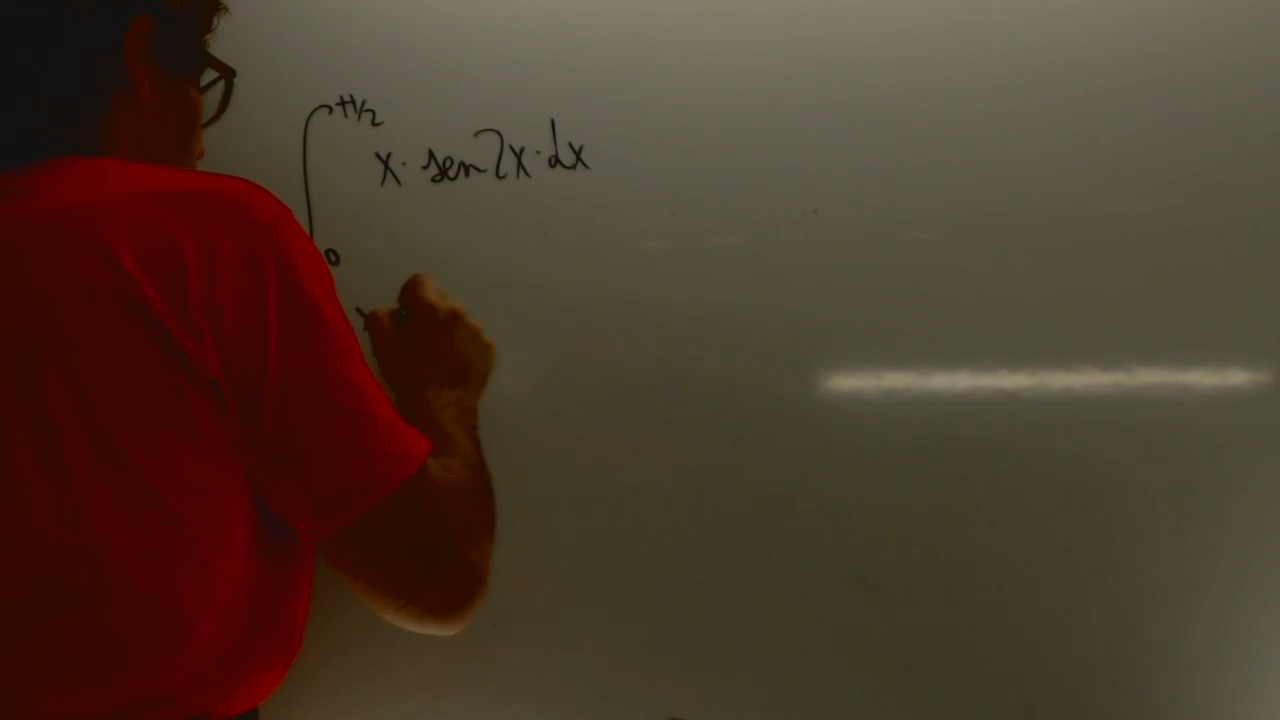 ∫₀^π/2 x · sen 2x · dx